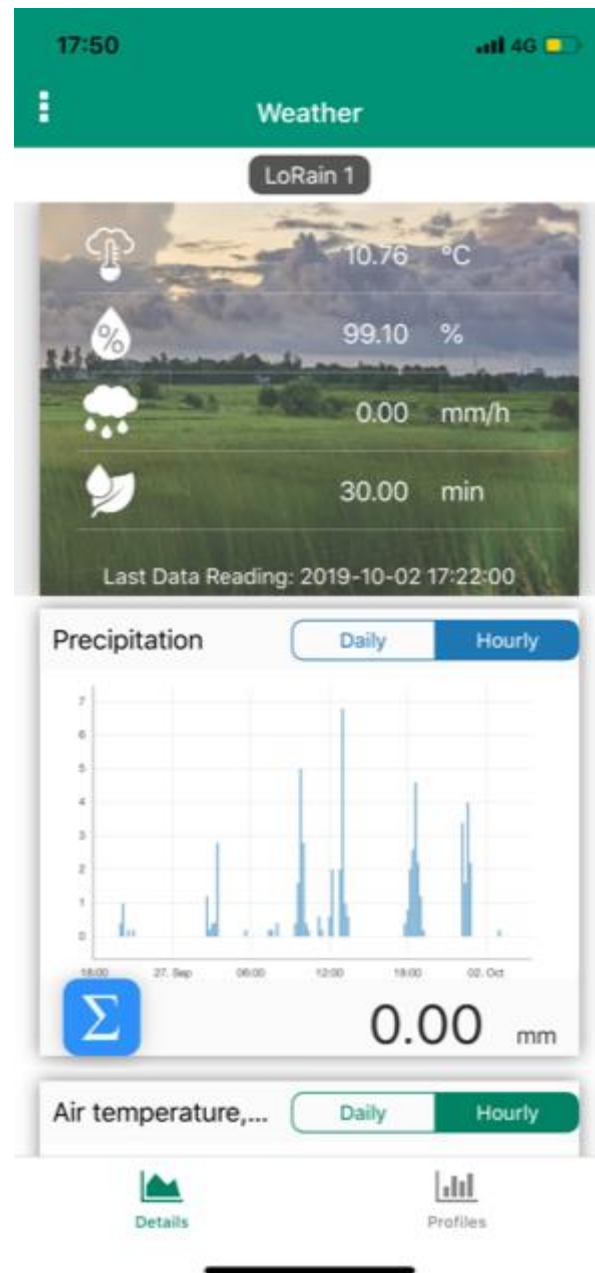 17:50 4G
Weather
LoRain 1
10.76 °C
% 99.10 %
0.00 mm/h
30.00 min
Last Data Reading: 2019-10-02 17:22:00
Precipitation Daily Hourly
7
6
5
4
3
2
1
0
18:00 27. Sep 06:00 12:00 18:00 02. Oct
Σ 0.00 mm
Air temperature,... Daily Hourly
Details Profiles